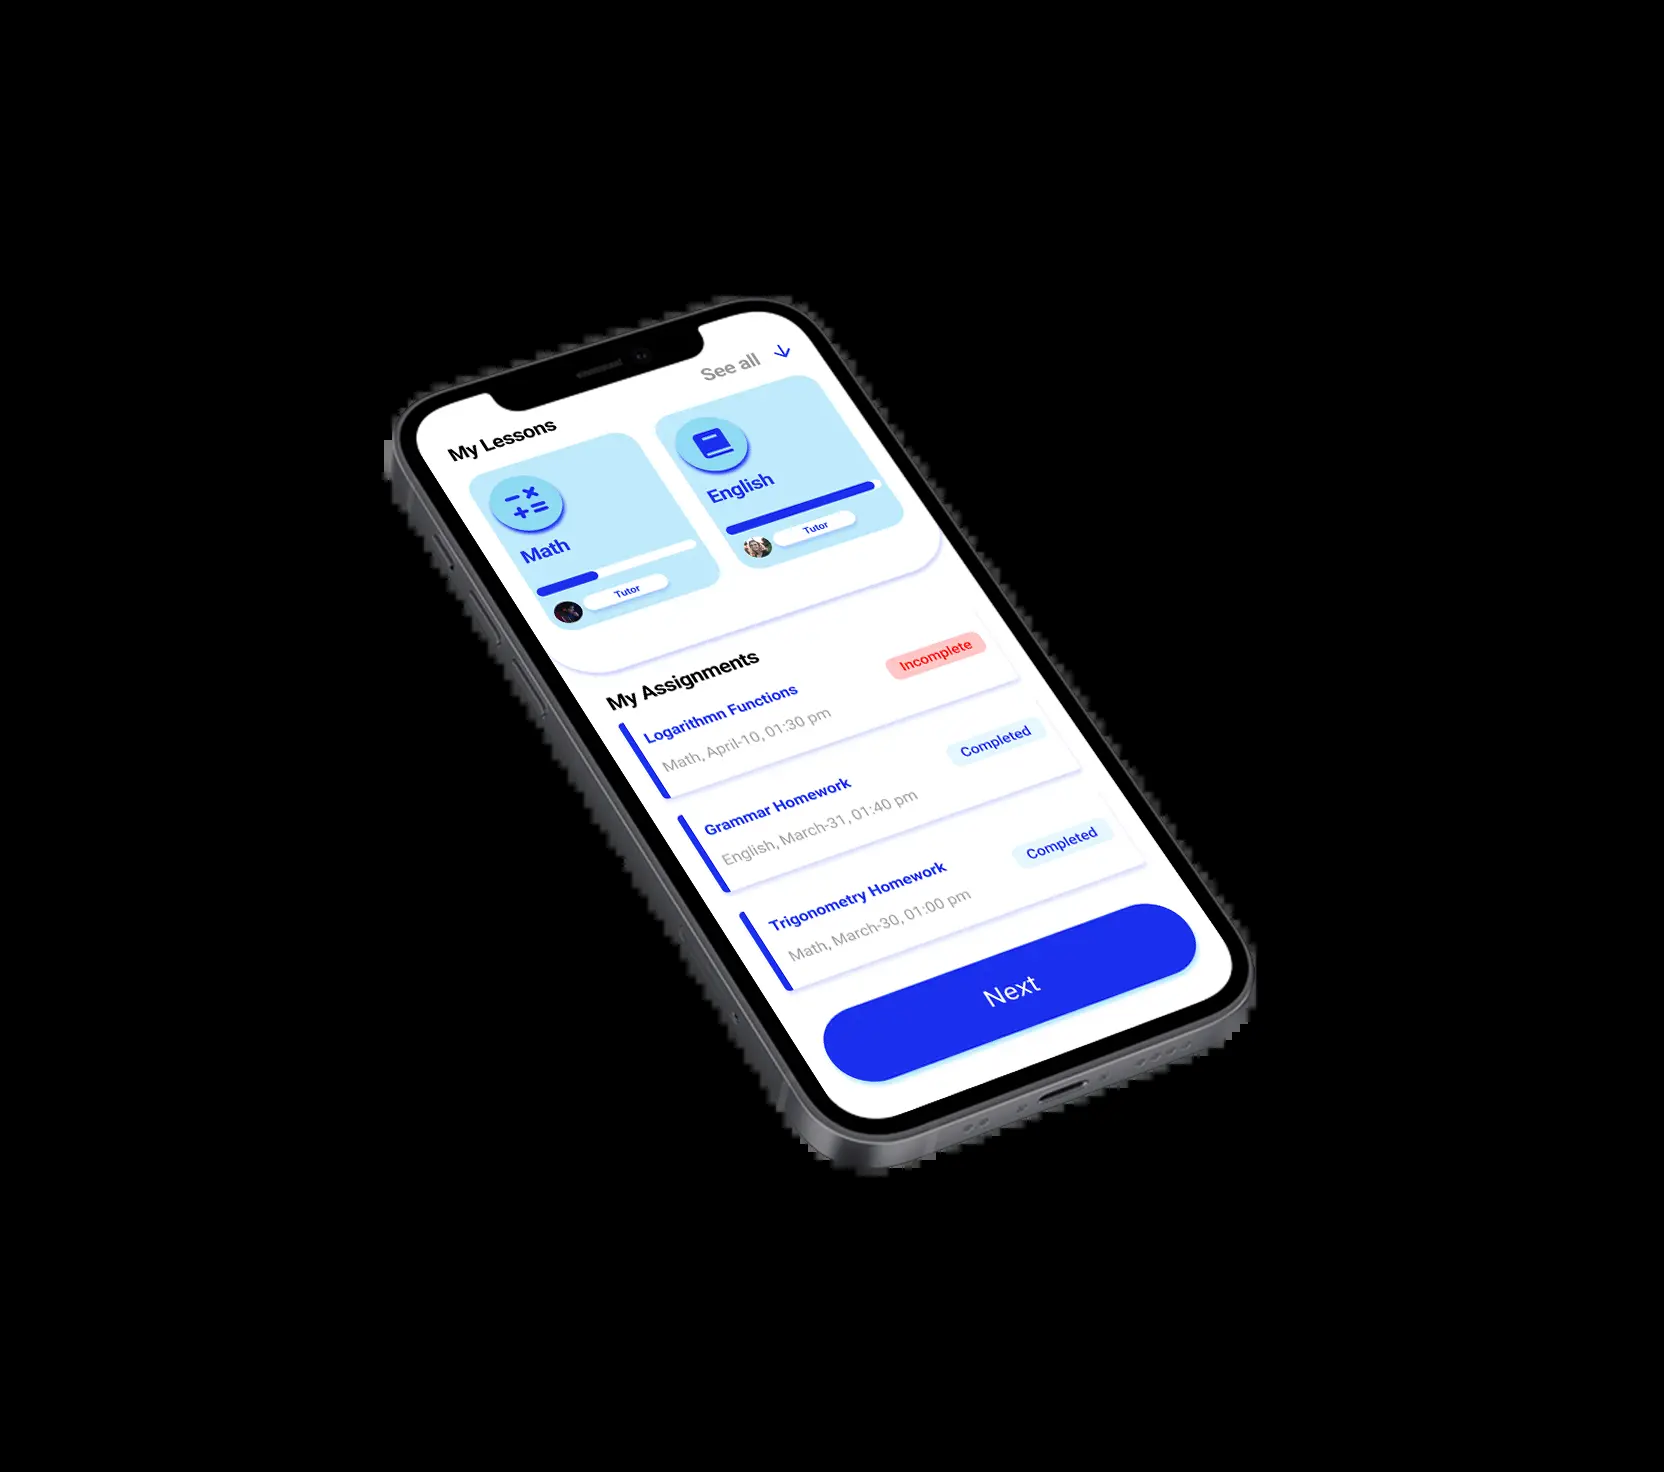 My Lessons
See all
Math
Tutor
English
Tutor
My Assignments
Logarithmn Functions
Incomplete
Math, April-10, 01:30 pm
Grammar Homework
Completed
English, March-31, 01:40 pm
Trigonometry Homework
Completed
Math, March-30, 01:00 pm
Next